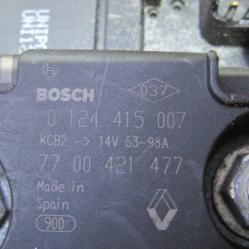 BOSCH 037
0 124 415 007
KCB2 -> 14V 53-98A
77 00 421 477
Made in
Spain
900